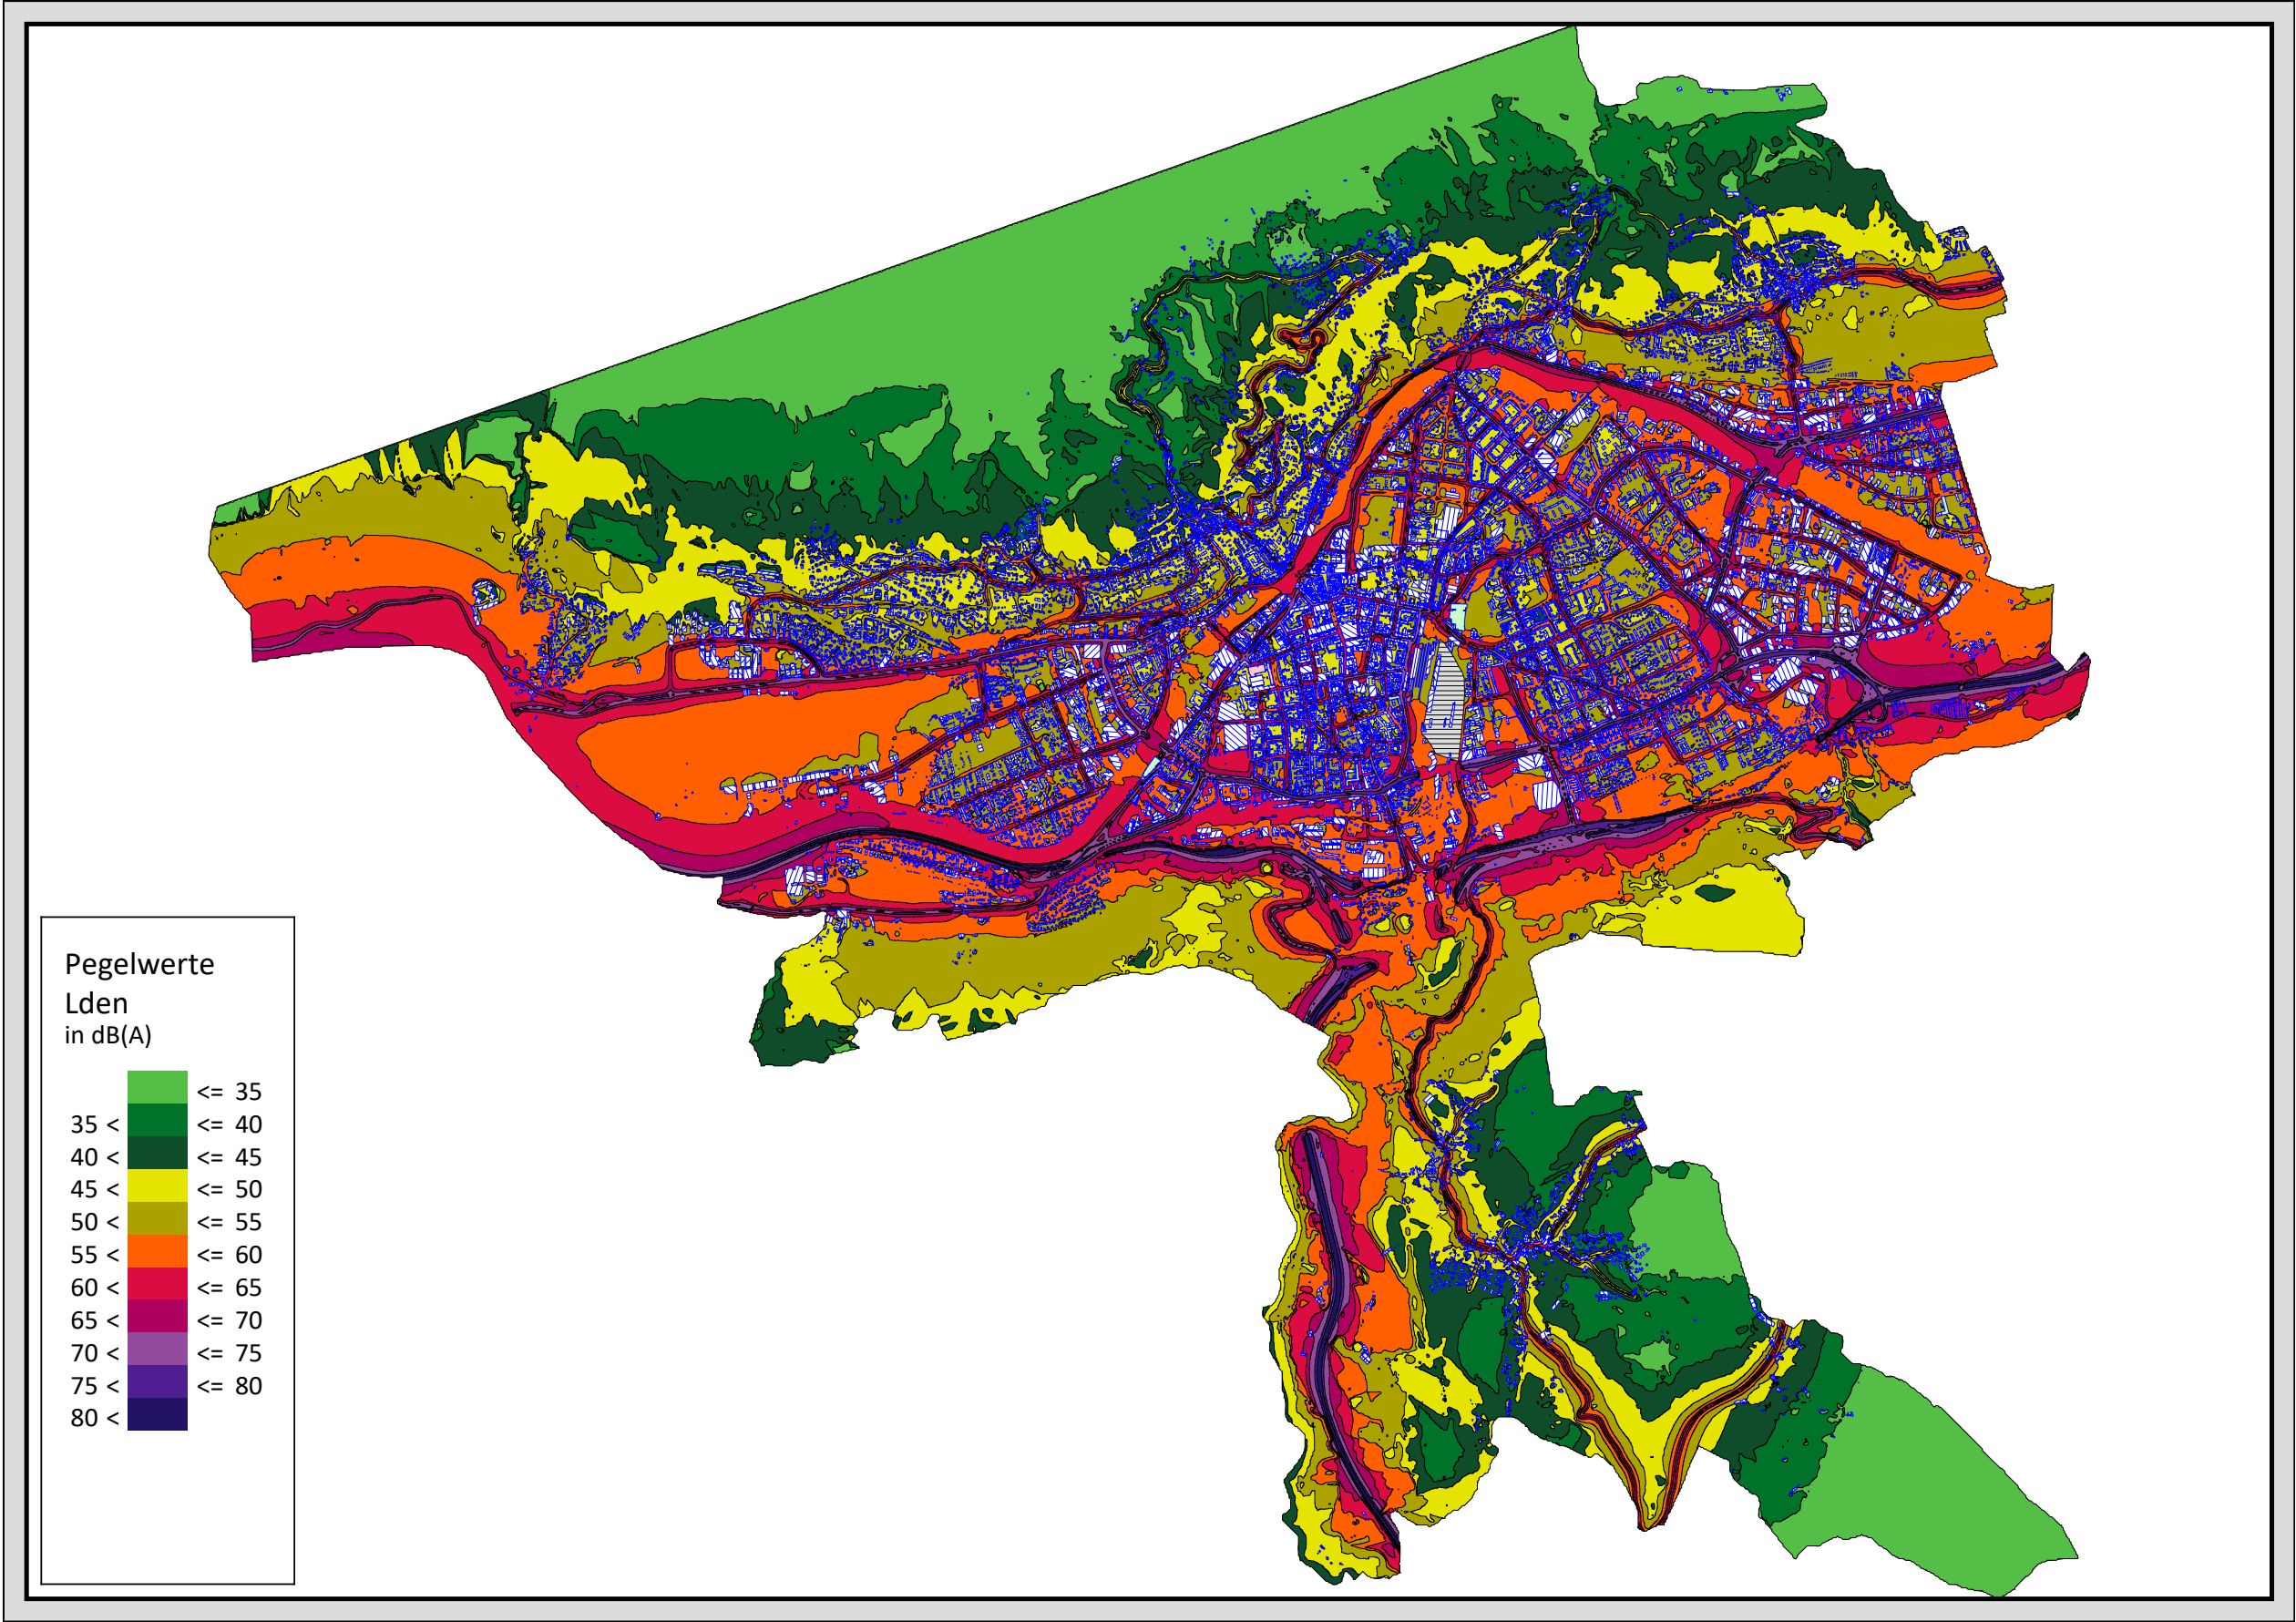 Pegelwerte
Lden
in dB(A)
<= 35
35 < <= 40
40 < <= 45
45 < <= 50
50 < <= 55
55 < <= 60
60 < <= 65
65 < <= 70
70 < <= 75
75 < <= 80
80 <